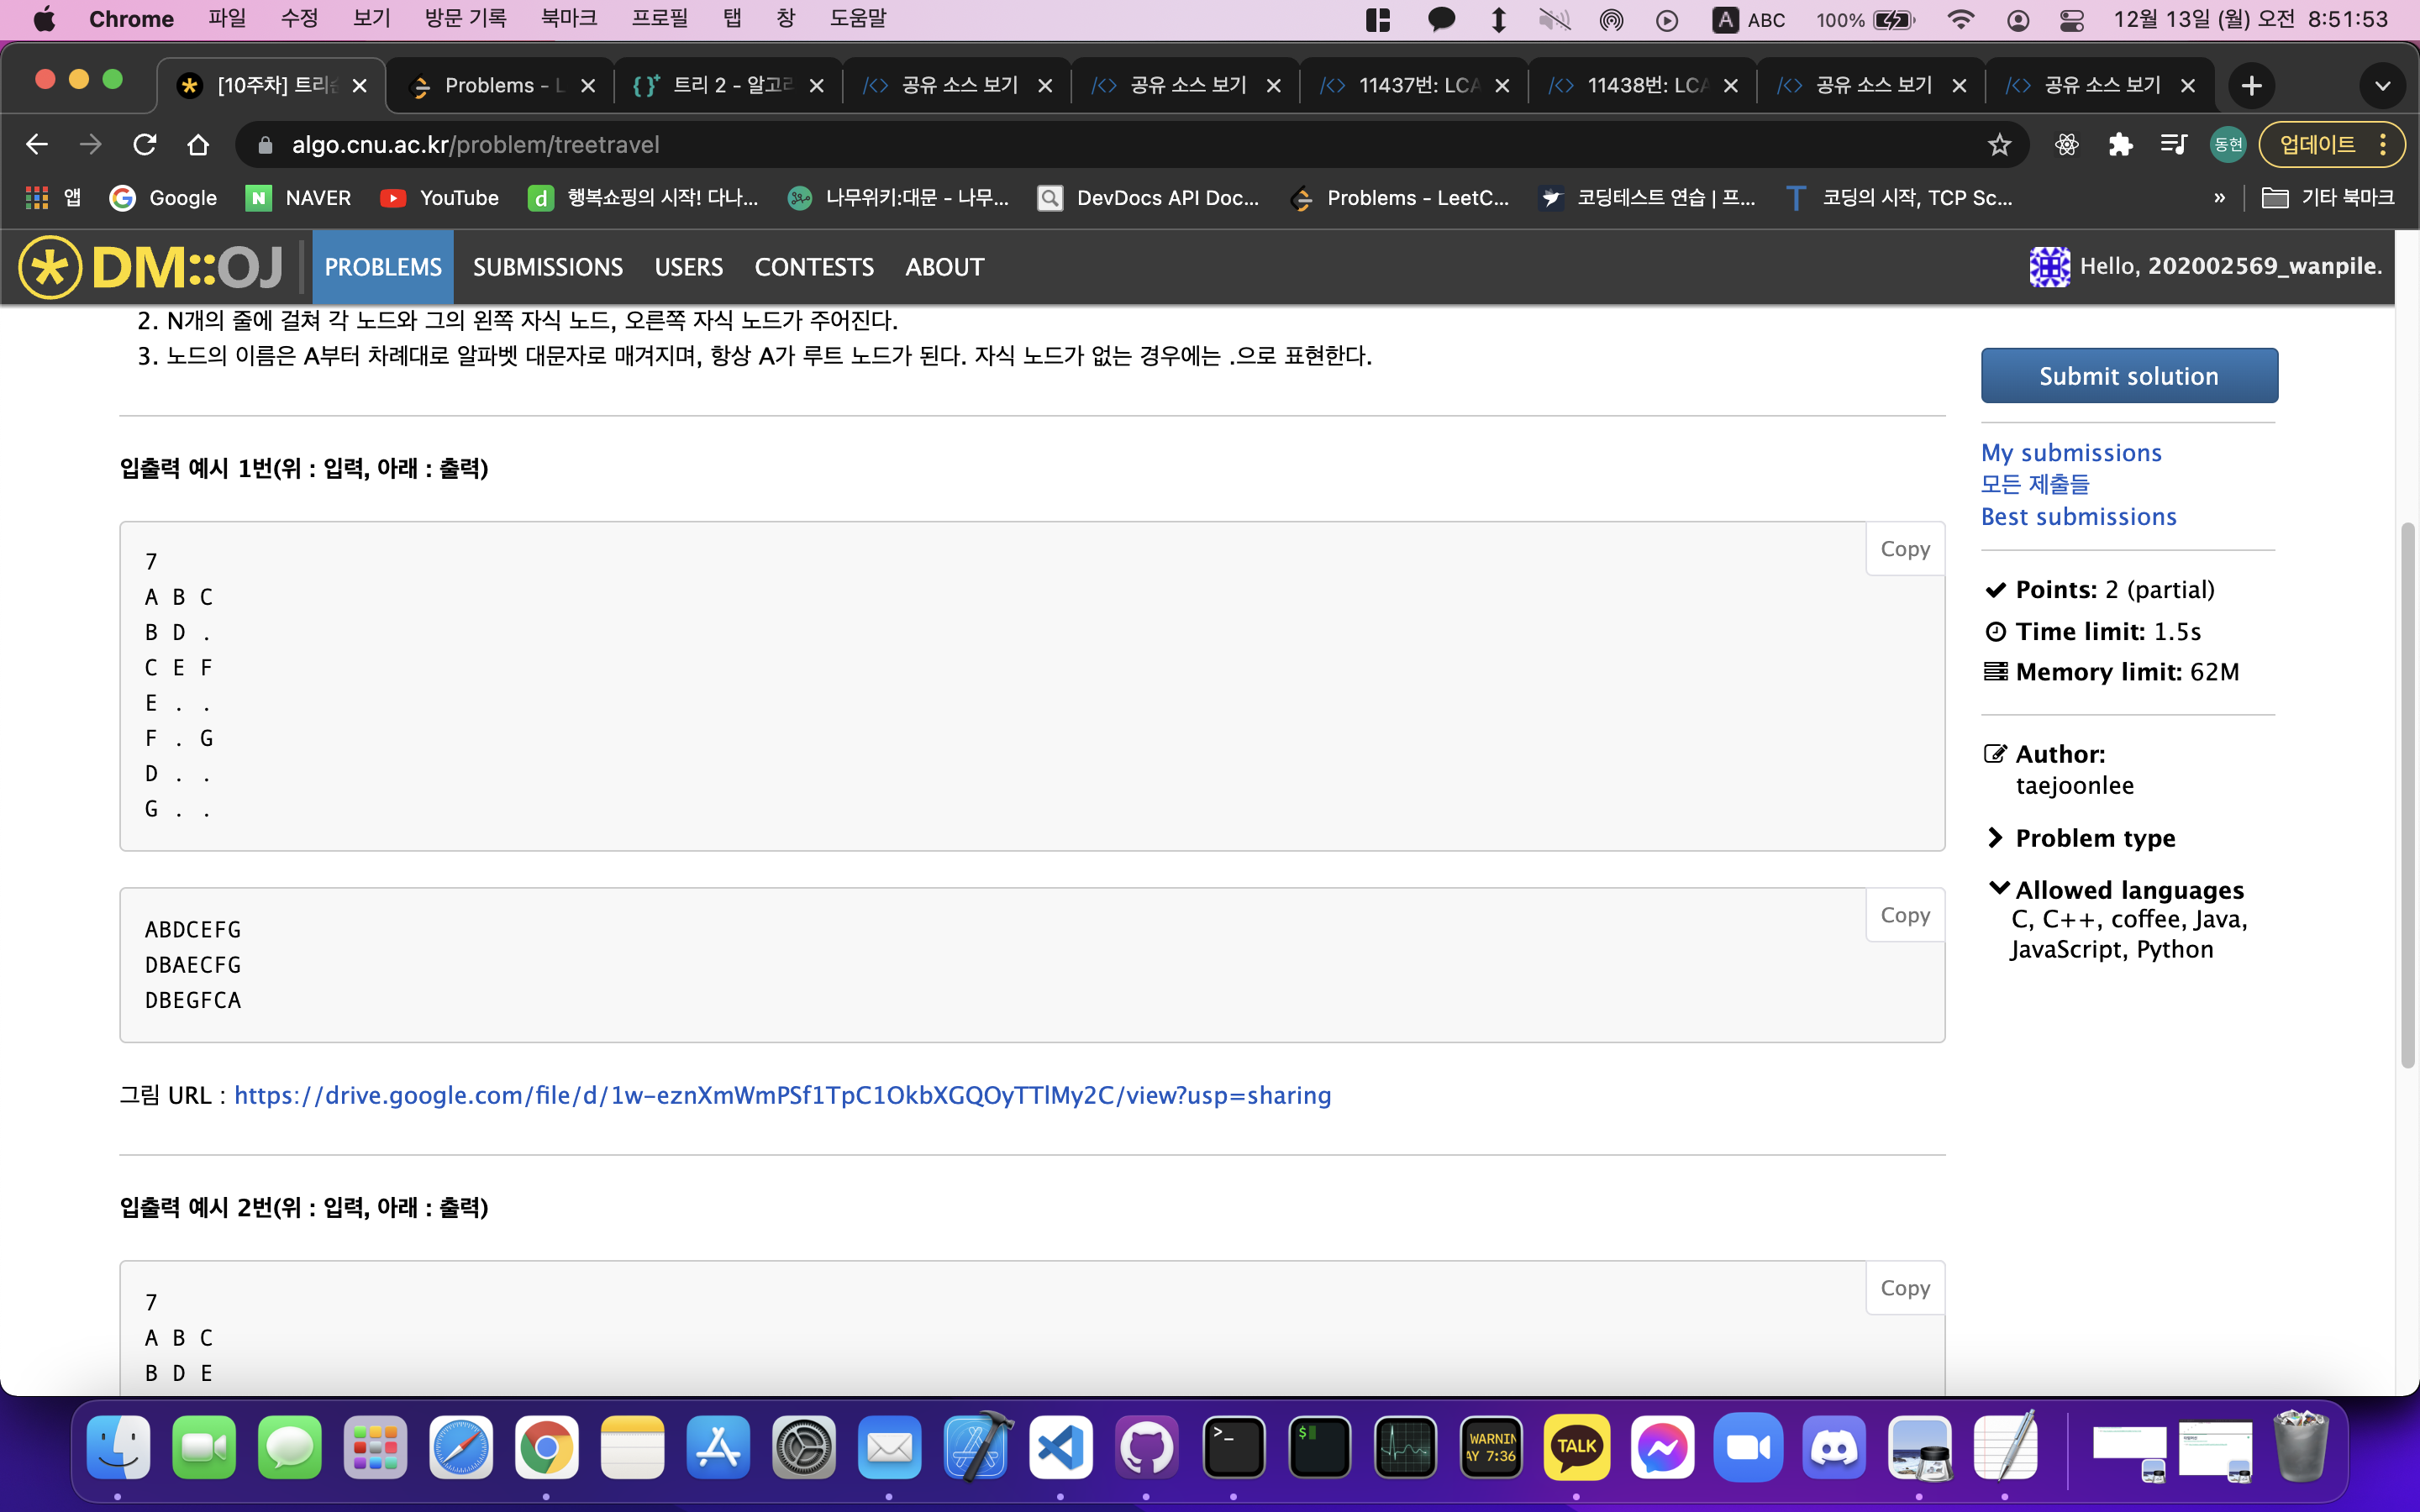 Chrome 파일 수정 보기 방문 기록 북마크 프로필 탭 창 도움말 A ABC 100% 12월 13일 (월) 오전 8:51:53
[10주차] 트리 Problems - L 트리 2 - 알고 공유 소스 보기 공유 소스 보기 11437번: LCA 11438번: LCA 공유 소스 보기 공유 소스 보기
algo.cnu.ac.kr/problem/treetravel 동현 업데이트
앱 Google NAVER YouTube 행복쇼핑의 시작! 다나... 나무위키:대문 - 나무... DevDocs API Doc... Problems - LeetC... 코딩테스트 연습 | 프... 코딩의 시작, TCP Sc... » 기타 북마크
DM::OJ PROBLEMS SUBMISSIONS USERS CONTESTS ABOUT Hello, 202002569_wanpile.
2. N개의 줄에 걸쳐 각 노드와 그의 왼쪽 자식 노드, 오른쪽 자식 노드가 주어진다.
3. 노드의 이름은 A부터 차례대로 알파벳 대문자로 매겨지며, 항상 A가 루트 노드가 된다. 자식 노드가 없는 경우에는 .으로 표현한다.
입출력 예시 1번(위 : 입력, 아래 : 출력)
Copy
7
A B C
B D .
C E F
E . .
F . G
D . .
G . .
Copy
ABDCEFG
DBAECFG
DBEGFCA
그림 URL : https://drive.google.com/file/d/1w-eznXmWmPSf1TpC1OkbXGQOyTTlMy2C/view?usp=sharing
입출력 예시 2번(위 : 입력, 아래 : 출력)
Copy
7
A B C
B D E
Submit solution
My submissions
모든 제출들
Best submissions
Points: 2 (partial)
Time limit: 1.5s
Memory limit: 62M
Author:
taejoonlee
Problem type
Allowed languages
C, C++, coffee, Java,
JavaScript, Python
WARNIN
AY 7:36
TALK